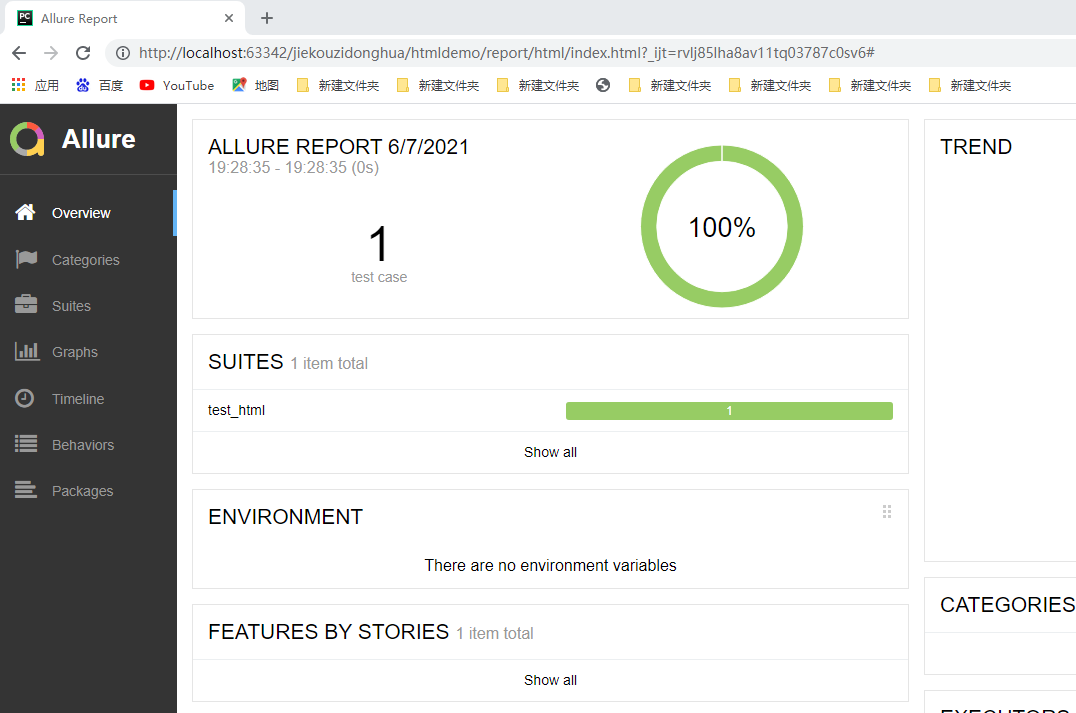 PC Allure Report
http://localhost:63342/jiekouzidonghua/htmldemo/report/html/index.html?_ijt=rvlj85lha8av11tq03787c0sv6#
应用 百度 YouTube 地图 新建文件夹 新建文件夹 新建文件夹 新建文件夹 新建文件夹 新建文件夹 新建文件夹
Allure
Overview
Categories
Suites
Graphs
Timeline
Behaviors
Packages
ALLURE REPORT 6/7/2021
19:28:35 - 19:28:35 (0s)
1
test case
100%
SUITES 1 item total
test_html 1
Show all
ENVIRONMENT
There are no environment variables
FEATURES BY STORIES 1 item total
Show all
TREND
CATEGORIES
EXECUTORS